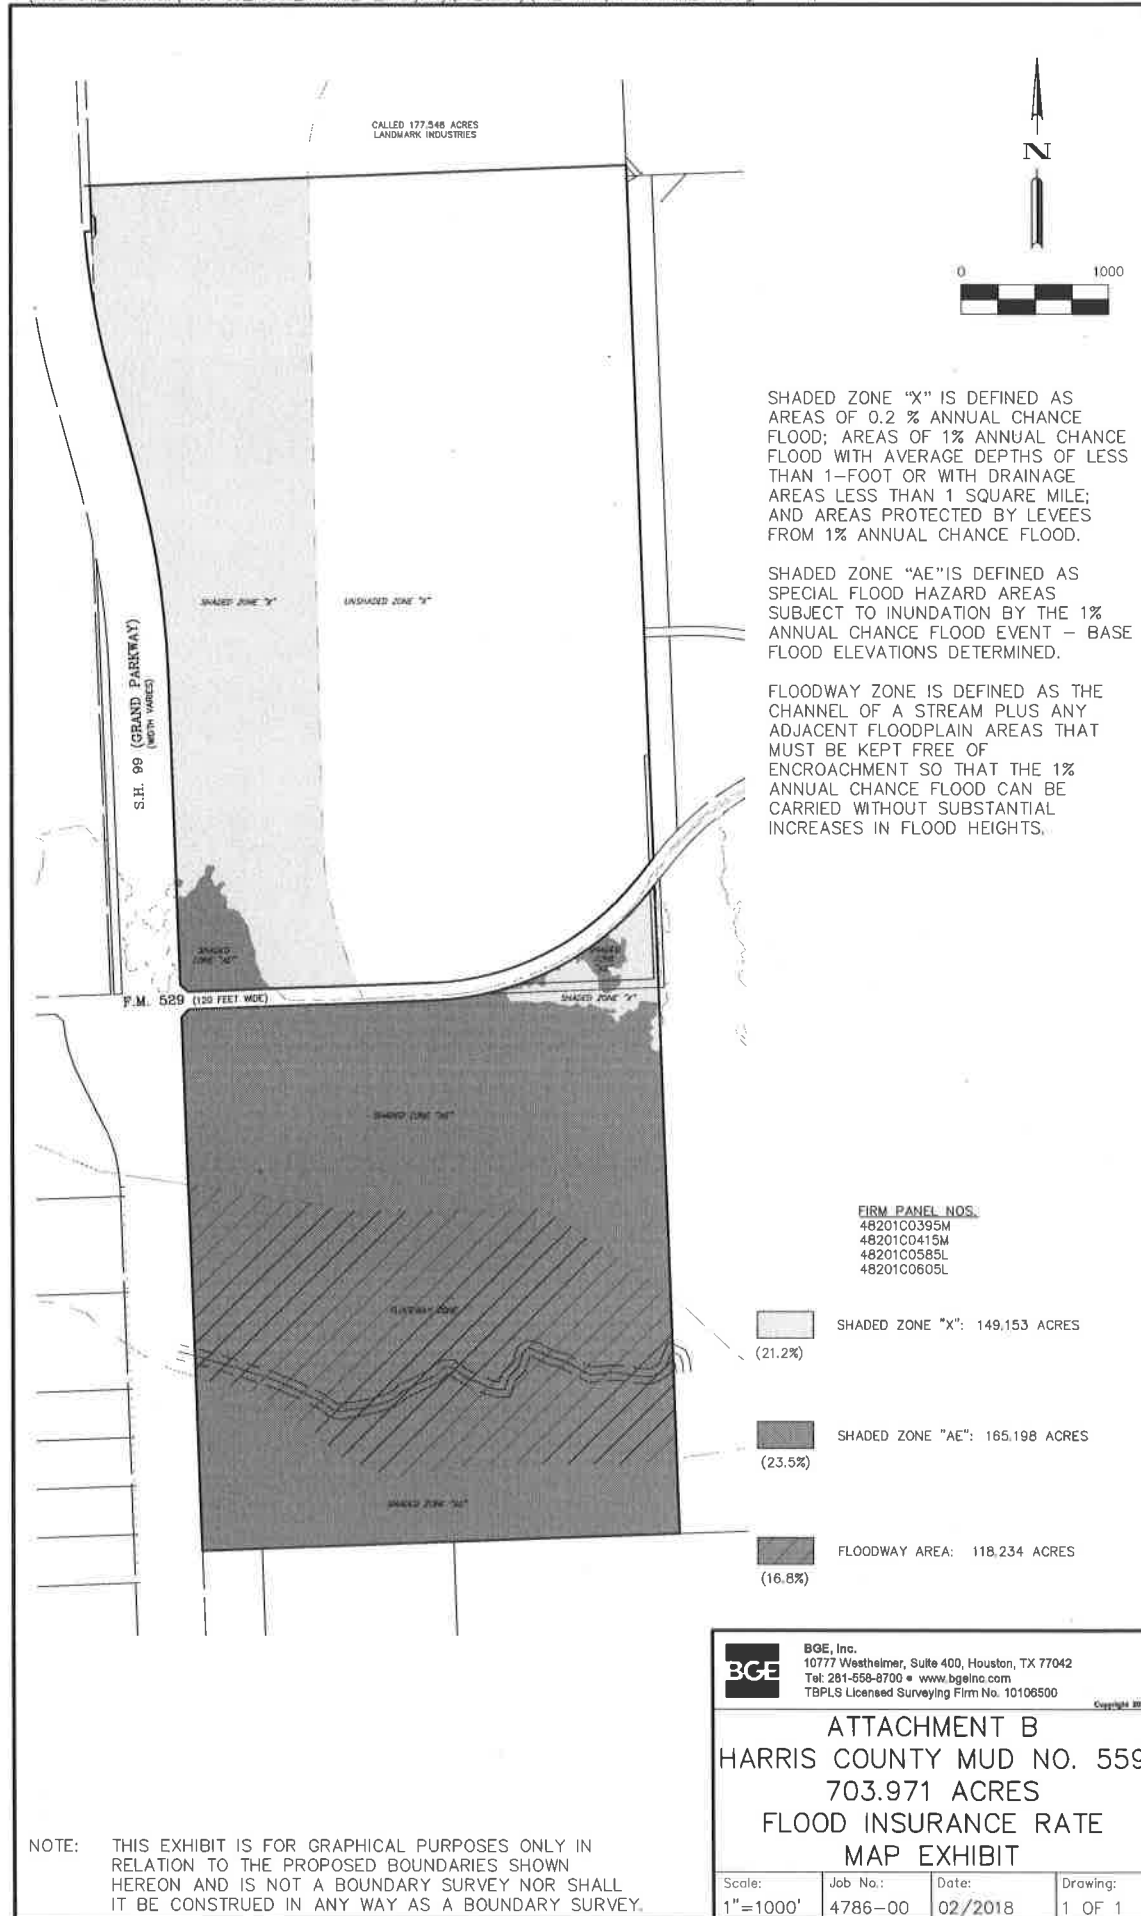 CALLED 177.546 ACRES
LANDMARK INDUSTRIES
N
0 1000
SHADED ZONE "X" IS DEFINED AS
AREAS OF 0.2 % ANNUAL CHANCE
FLOOD; AREAS OF 1% ANNUAL CHANCE
FLOOD WITH AVERAGE DEPTHS OF LESS
THAN 1-FOOT OR WITH DRAINAGE
AREAS LESS THAN 1 SQUARE MILE;
AND AREAS PROTECTED BY LEVEES
FROM 1% ANNUAL CHANCE FLOOD.
SHADED ZONE "AE"IS DEFINED AS
SPECIAL FLOOD HAZARD AREAS
SUBJECT TO INUNDATION BY THE 1%
ANNUAL CHANCE FLOOD EVENT – BASE
FLOOD ELEVATIONS DETERMINED.
FLOODWAY ZONE IS DEFINED AS THE
CHANNEL OF A STREAM PLUS ANY
ADJACENT FLOODPLAIN AREAS THAT
MUST BE KEPT FREE OF
ENCROACHMENT SO THAT THE 1%
ANNUAL CHANCE FLOOD CAN BE
CARRIED WITHOUT SUBSTANTIAL
INCREASES IN FLOOD HEIGHTS.
SHADED ZONE "X"
UNSHADED ZONE "X"
S.H. 99 (GRAND PARKWAY)
(WIDTH VARIES)
SHADED
ZONE "AE"
SHADED
ZONE
F.M. 529 (120 FEET WIDE)
SHADED ZONE "X"
SHADED ZONE "AE"
FLOODWAY ZONE
SHADED ZONE "AE"
FIRM PANEL NOS.
48201C0395M
48201C0415M
48201C0585L
48201C0605L
SHADED ZONE "X": 149.153 ACRES
(21.2%)
SHADED ZONE "AE": 165.198 ACRES
(23.5%)
FLOODWAY AREA: 118.234 ACRES
(16.8%)
BGE
BGE, Inc.
10777 Westheimer, Suite 400, Houston, TX 77042
Tel: 281-558-8700 • www.bgeinc.com
TBPLS Licensed Surveying Firm No. 10106500
Copyright
ATTACHMENT B
HARRIS COUNTY MUD NO. 559
703.971 ACRES
FLOOD INSURANCE RATE
MAP EXHIBIT
Scale: Job No.: Date: Drawing:
1"=1000' 4786-00 02/2018 1 OF 1
NOTE: THIS EXHIBIT IS FOR GRAPHICAL PURPOSES ONLY IN
RELATION TO THE PROPOSED BOUNDARIES SHOWN
HEREON AND IS NOT A BOUNDARY SURVEY NOR SHALL
IT BE CONSTRUED IN ANY WAY AS A BOUNDARY SURVEY.